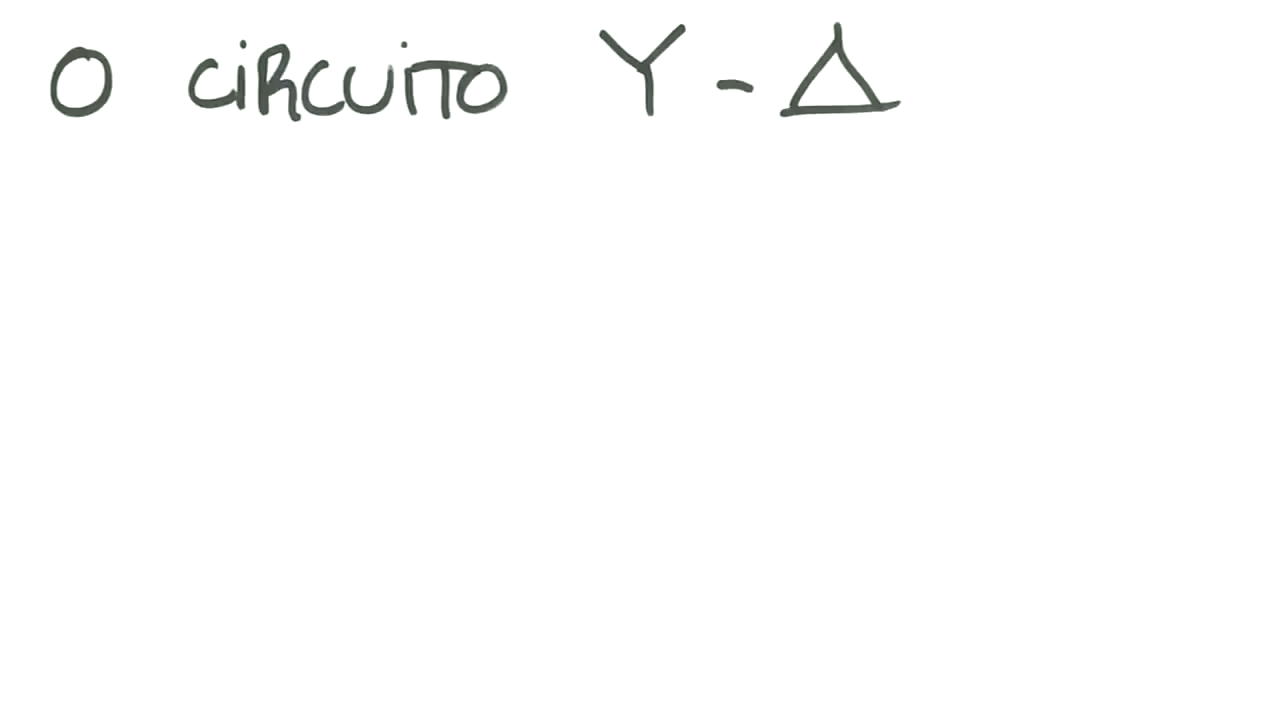 O CIRCUITO Y - Δ